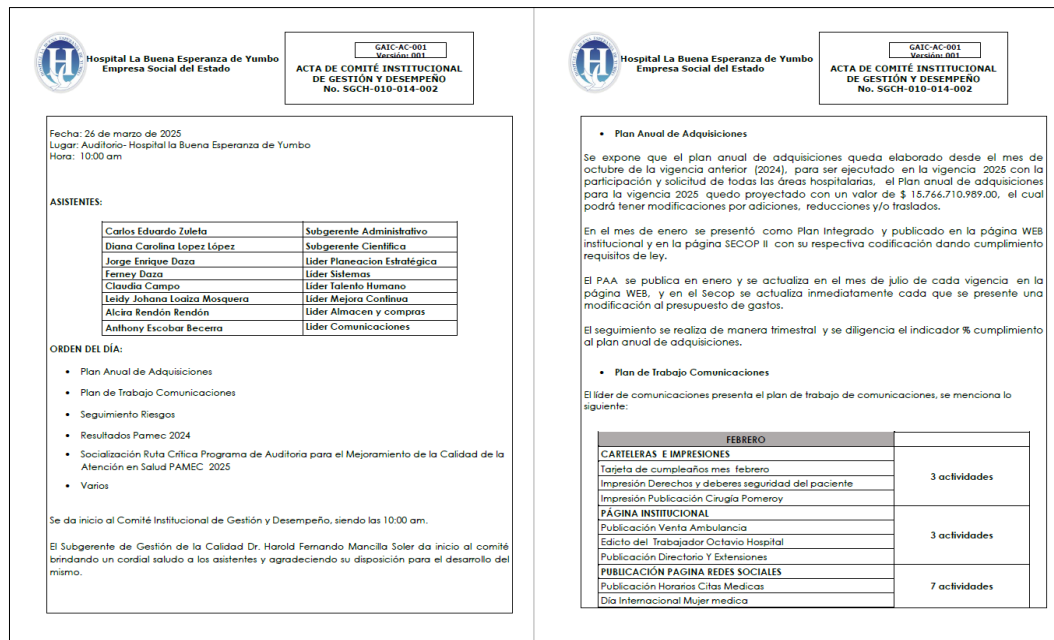 Hospital La Buena Esperanza de Yumbo
Empresa Social del Estado
GAIC-AC-001
Versión: 001
ACTA DE COMITÉ INSTITUCIONAL
DE GESTIÓN Y DESEMPEÑO
No. SGCH-010-014-002
Fecha: 26 de marzo de 2025
Lugar: Auditorio- Hospital la Buena Esperanza de Yumbo
Hora: 10:00 am
ASISTENTES:
Carlos Eduardo Zuleta Subgerente Administrativo
Diana Carolina Lopez López Subgerente Científica
Jorge Enrique Daza Lider Planeacion Estratégica
Ferney Daza Lider Sistemas
Claudia Campo Lider Talento Humano
Leidy Johana Loaiza Mosquera Lider Mejora Continua
Alcira Rendón Rendón Lider Almacen y compras
Anthony Escobar Becerra Lider Comunicaciones
ORDEN DEL DÍA:
• Plan Anual de Adquisiciones
• Plan de Trabajo Comunicaciones
• Seguimiento Riesgos
• Resultados Pamec 2024
• Socialización Ruta Crítica Programa de Auditoria para el Mejoramiento de la Calidad de la
Atención en Salud PAMEC 2025
• Varios
Se da inicio al Comité Institucional de Gestión y Desempeño, siendo las 10:00 am.
El Subgerente de Gestión de la Calidad Dr. Harold Fernando Mancilla Soler da inicio al comité
brindando un cordial saludo a los asistentes y agradeciendo su disposición para el desarrollo del
mismo.
Hospital La Buena Esperanza de Yumbo
Empresa Social del Estado
GAIC-AC-001
Versión: 001
ACTA DE COMITÉ INSTITUCIONAL
DE GESTIÓN Y DESEMPEÑO
No. SGCH-010-014-002
• Plan Anual de Adquisiciones
Se expone que el plan anual de adquisiciones queda elaborado desde el mes de
octubre de la vigencia anterior (2024), para ser ejecutado en la vigencia 2025 con la
participación y solicitud de todas las áreas hospitalarias, el Plan anual de adquisiciones
para la vigencia 2025 quedo proyectado con un valor de $ 15.766.710.989.00, el cual
podrá tener modificaciones por adiciones, reducciones y/o traslados.
En el mes de enero se presentó como Plan Integrado y publicado en la página WEB
institucional y en la página SECOP II con su respectiva codificación dando cumplimiento
requisitos de ley.
El PAA se publica en enero y se actualiza en el mes de julio de cada vigencia en la
página WEB, y en el Secop se actualiza inmediatamente cada que se presente una
modificación al presupuesto de gastos.
El seguimiento se realiza de manera trimestral y se diligencia el indicador % cumplimiento
al plan anual de adquisiciones.
• Plan de Trabajo Comunicaciones
El líder de comunicaciones presenta el plan de trabajo de comunicaciones, se menciona lo
siguiente:
FEBRERO
CARTELERAS E IMPRESIONES
Tarjeta de cumpleaños mes febrero
Impresión Derechos y deberes seguridad del paciente
Impresión Publicación Cirugía Pomeroy
3 actividades
PÁGINA INSTITUCIONAL
Publicación Venta Ambulancia
Edicto del Trabajador Octavio Hospital
Publicación Directorio Y Extensiones
3 actividades
PUBLICACIÓN PAGINA REDES SOCIALES
Publicación Horarios Citas Medicas
Día Internacional Mujer medica
7 actividades